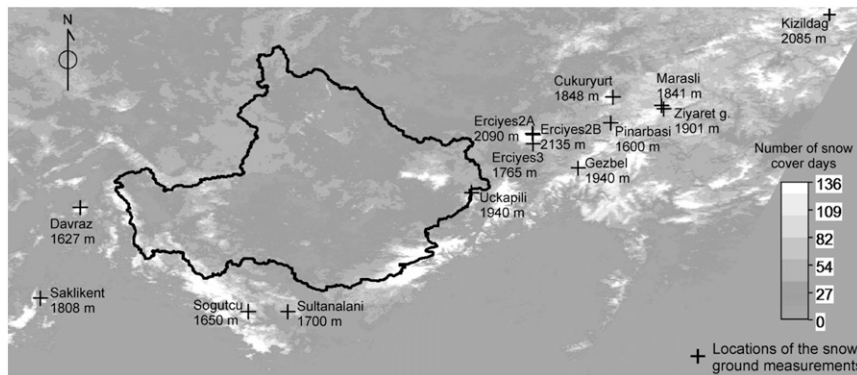 N
Kizildag
2085 m
Cukuryurt
1848 m
Marasli
1841 m
Ziyaret g.
1901 m
Erciyes2A
2090 m
Erciyes2B
2135 m
Pinarbasi
1600 m
Erciyes3
1765 m
Gezbel
1940 m
Uckapili
1940 m
Davraz
1627 m
Saklikent
1808 m
Sogutcu
1650 m
Sultanalani
1700 m
Number of snow
cover days
136
109
82
54
27
0
Locations of the snow
ground measurements